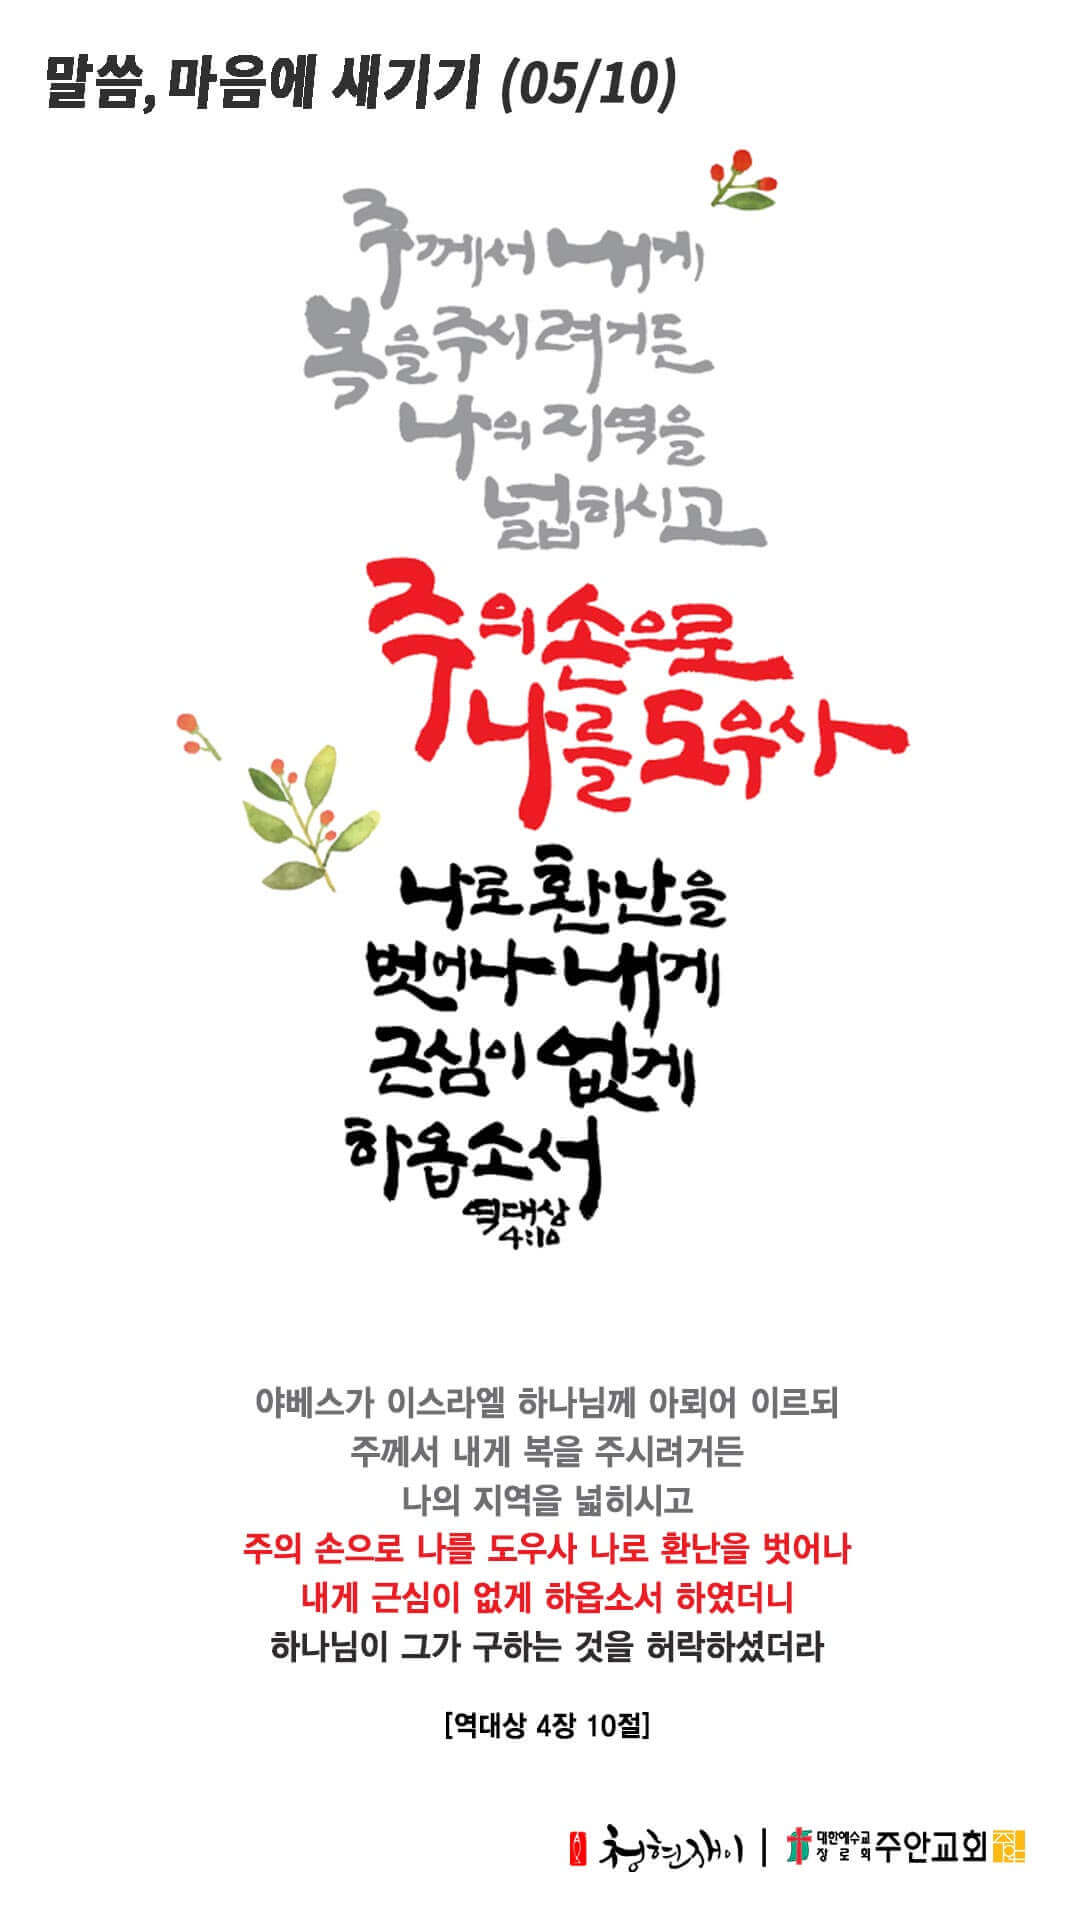 말씀, 마음에 새기기 (05/10)
주께서 내게
복을 주시려거든
나의 지역을
넓히시고
주의 손으로
나를 도우사
나로 환난을
벗어나 내게
근심이 없게
하옵소서
역대상
4:10
야베스가 이스라엘 하나님께 아뢰어 이르되
주께서 내게 복을 주시려거든
나의 지역을 넓히시고
주의 손으로 나를 도우사 나로 환난을 벗어나
내게 근심이 없게 하옵소서 하였더니
하나님이 그가 구하는 것을 허락하셨더라
[역대상 4장 10절]
청현재이 | 대한예수교 장로회 주안교회 주안